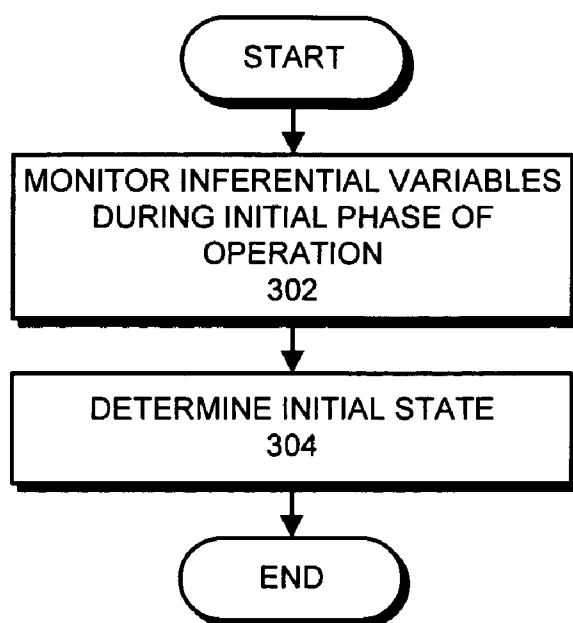 START
MONITOR INFERENTIAL VARIABLES
DURING INITIAL PHASE OF
OPERATION
302
DETERMINE INITIAL STATE
304
END